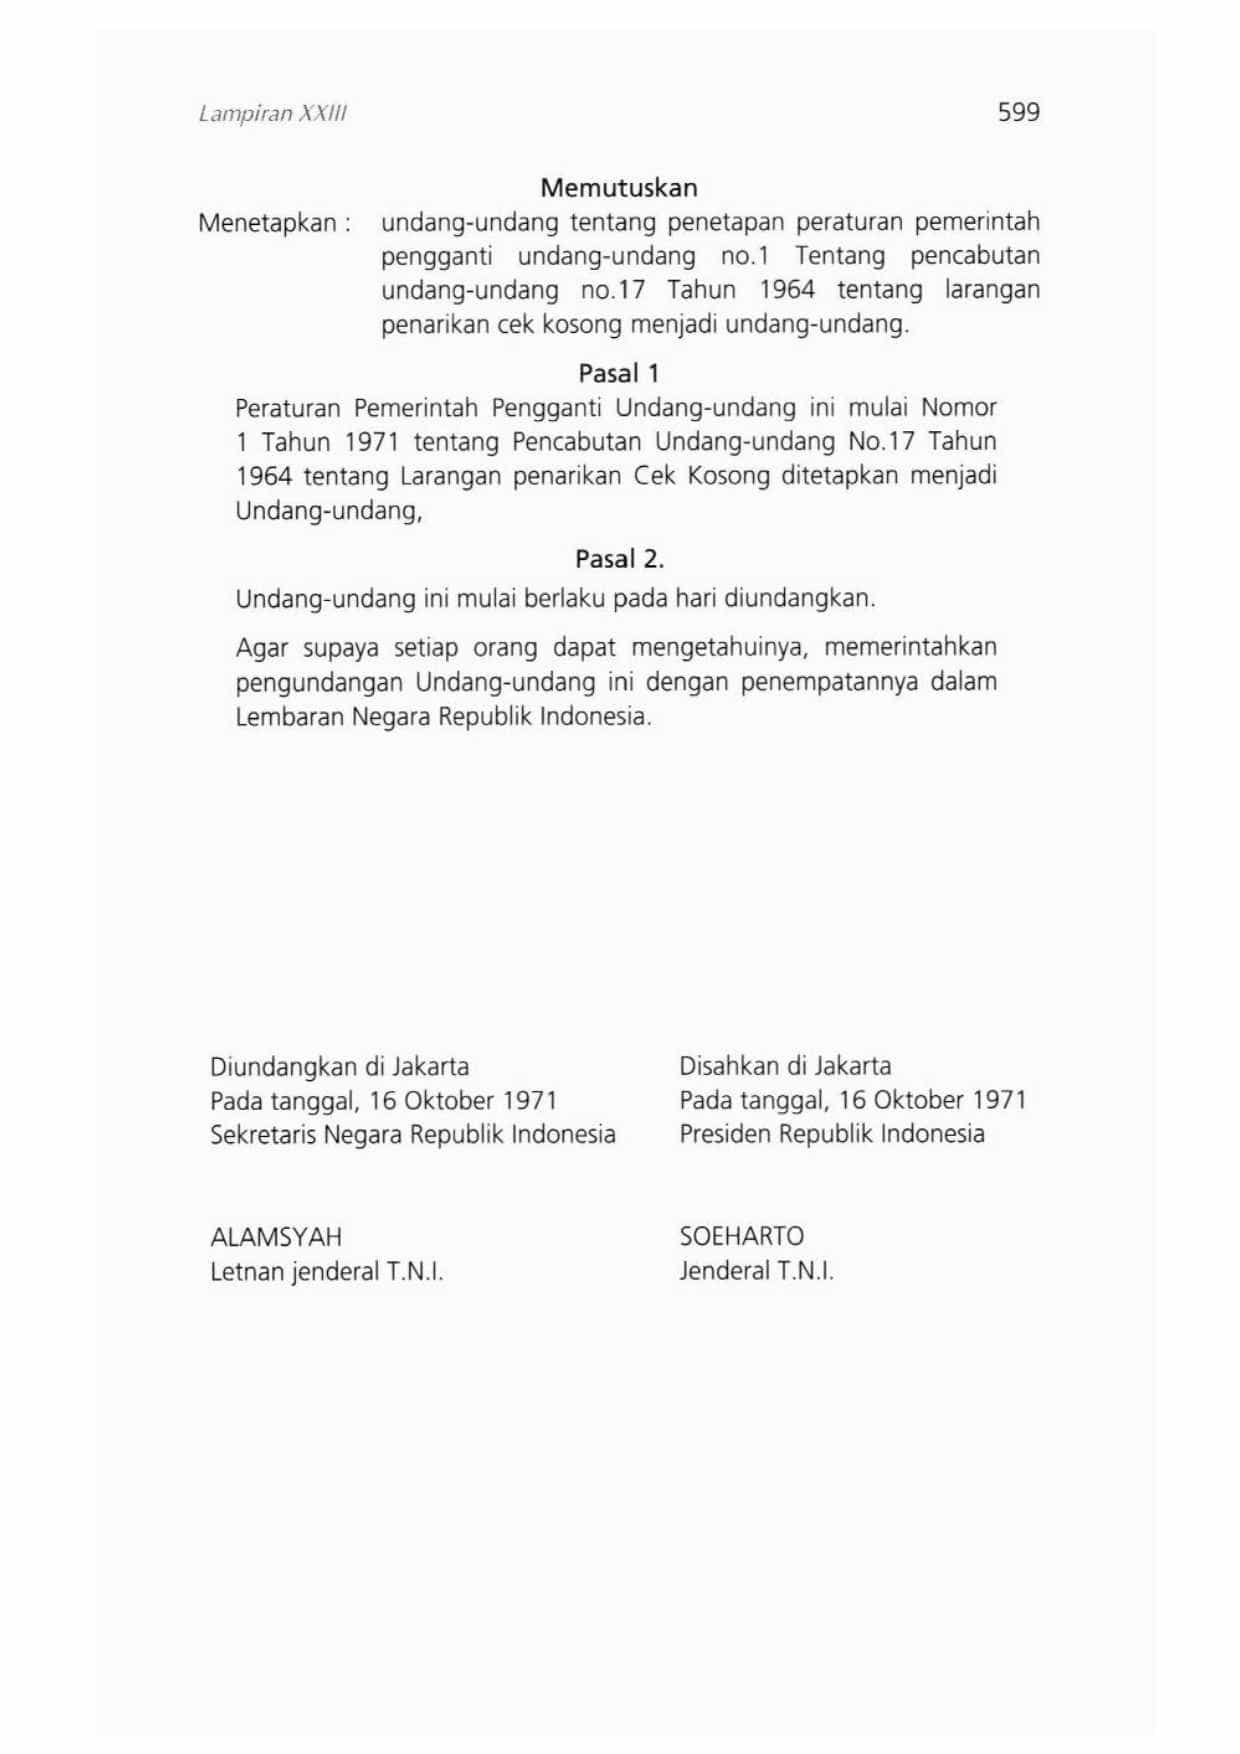 Lampiran XXIII 599
Memutuskan
Menetapkan : undang-undang tentang penetapan peraturan pemerintah
pengganti undang-undang no.1 Tentang pencabutan
undang-undang no.17 Tahun 1964 tentang larangan
penarikan cek kosong menjadi undang-undang.
Pasal 1
Peraturan Pemerintah Pengganti Undang-undang ini mulai Nomor
1 Tahun 1971 tentang Pencabutan Undang-undang No.17 Tahun
1964 tentang Larangan penarikan Cek Kosong ditetapkan menjadi
Undang-undang,
Pasal 2.
Undang-undang ini mulai berlaku pada hari diundangkan.
Agar supaya setiap orang dapat mengetahuinya, memerintahkan
pengundangan Undang-undang ini dengan penempatannya dalam
Lembaran Negara Republik Indonesia.
Diundangkan di Jakarta
Pada tanggal, 16 Oktober 1971
Sekretaris Negara Republik Indonesia
ALAMSYAH
Letnan jenderal T.N.I.
Disahkan di Jakarta
Pada tanggal, 16 Oktober 1971
Presiden Republik Indonesia
SOEHARTO
Jenderal T.N.I.